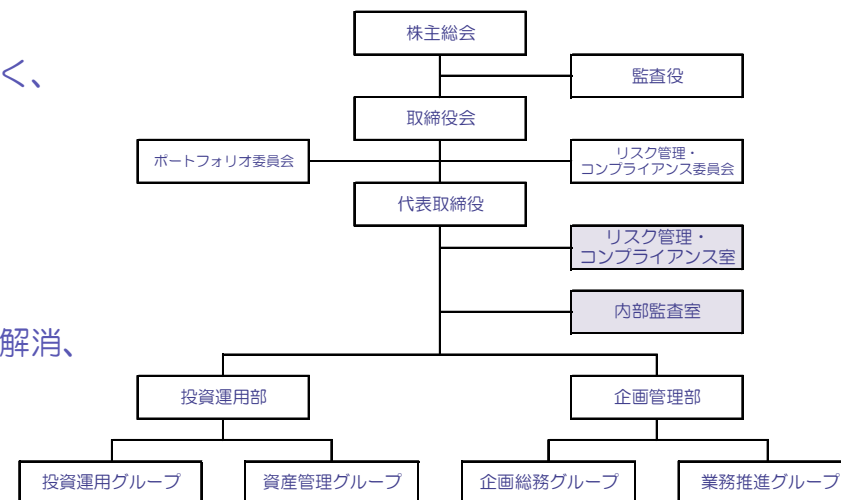 株主総会
く、
監査役
取締役会
ポートフォリオ委員会
リスク管理・
コンプライアンス委員会
代表取締役
リスク管理・
コンプライアンス室
内部監査室
解消、
投資運用部
企画管理部
投資運用グループ
資産管理グループ
企画総務グループ
業務推進グループ